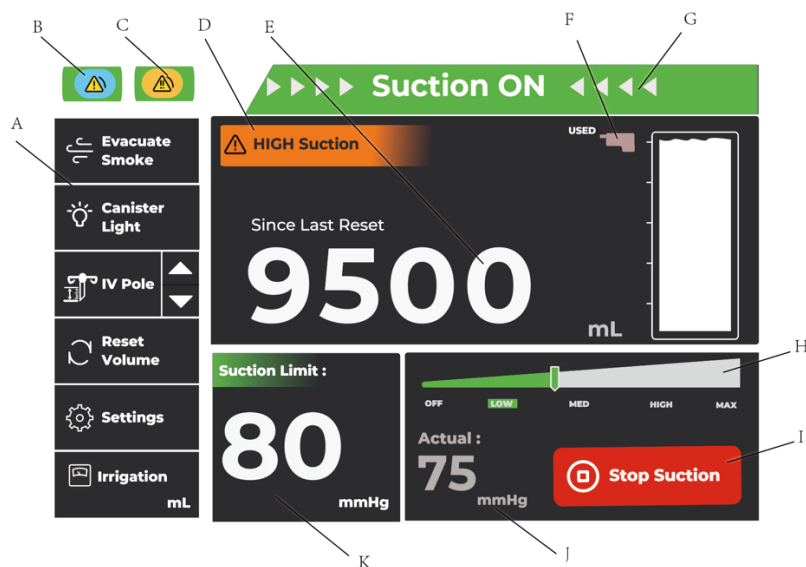 B
C
D
E
F
G
Suction ON
A
Evacuate
Smoke
Canister
Light
IV Pole
Reset
Volume
Settings
Irrigation
mL
HIGH Suction
USED
Since Last Reset
9500
mL
Suction Limit :
80
mmHg
H
OFF
LOW
MED
HIGH
MAX
Actual :
75
mmHg
Stop Suction
I
K
J